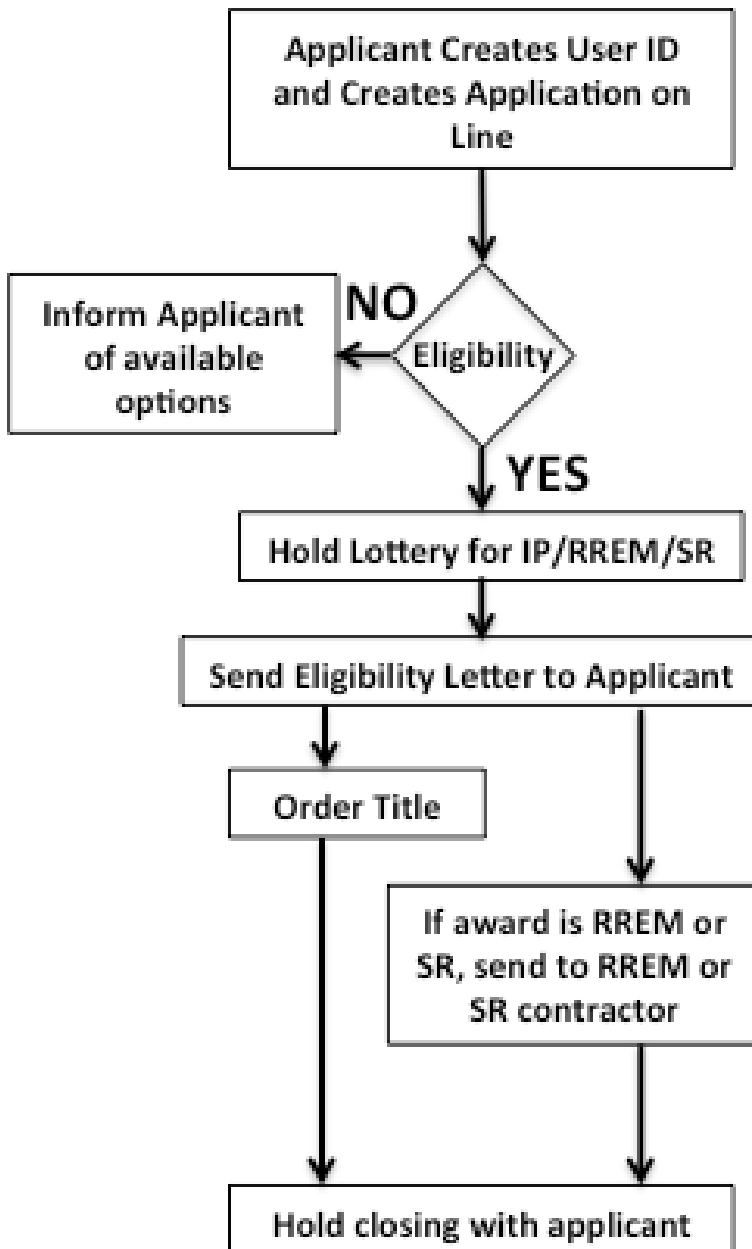 Applicant Creates User ID
and Creates Application on
Line
NO
Inform Applicant
of available
options
Eligibility
YES
Hold Lottery for IP/RREM/SR
Send Eligibility Letter to Applicant
Order Title
If award is RREM or
SR, send to RREM or
SR contractor
Hold closing with applicant